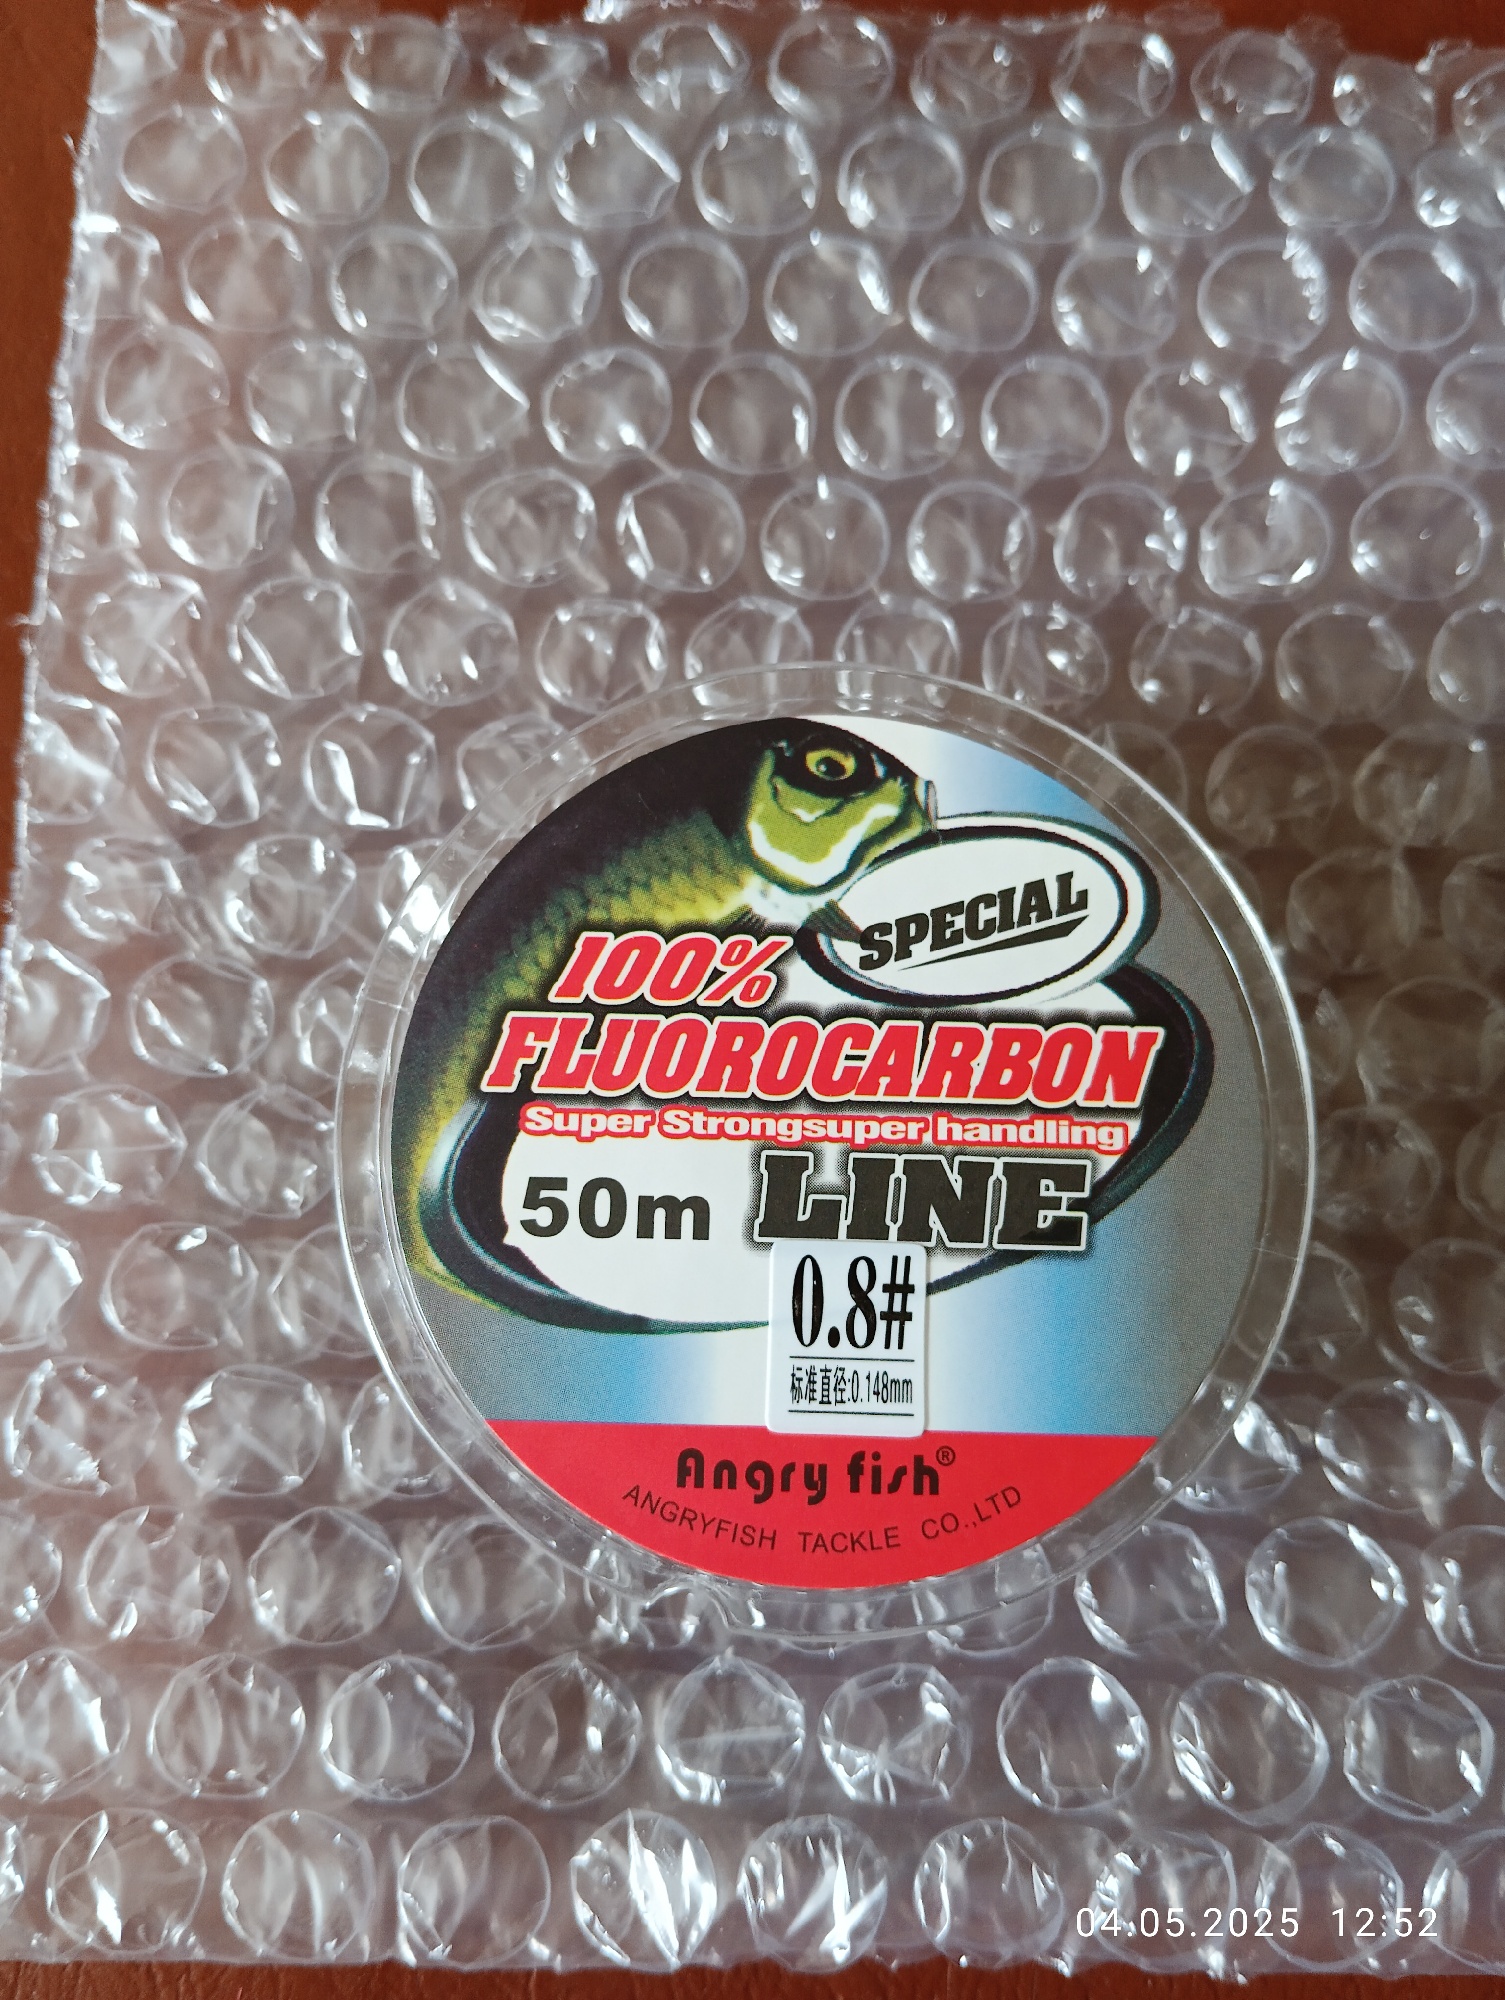 SPECIAL
100%
FLUOROCARBON
Super Strongsuper handling
50m LINE
0.8#
标准直径:0.148mm
Angry fish®
ANGRYFISH TACKLE CO.,LTD
04.05.2025 12:52